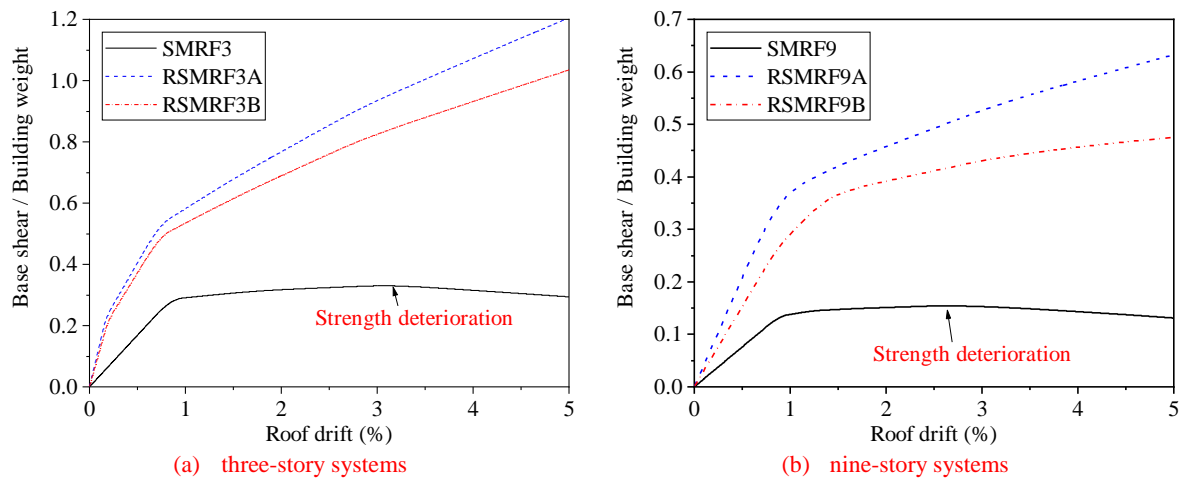 1.2
1.0
0.8
0.6
0.4
0.2
0.0
Base shear / Building weight
SMRF3
RSMRF3A
RSMRF3B
Strength deterioration
0 1 2 3 4 5
Roof drift (%)
(a) three-story systems
0.7
0.6
0.5
0.4
0.3
0.2
0.1
0.0
Base shear / Building weight
SMRF9
RSMRF9A
RSMRF9B
Strength deterioration
0 1 2 3 4 5
Roof drift (%)
(b) nine-story systems